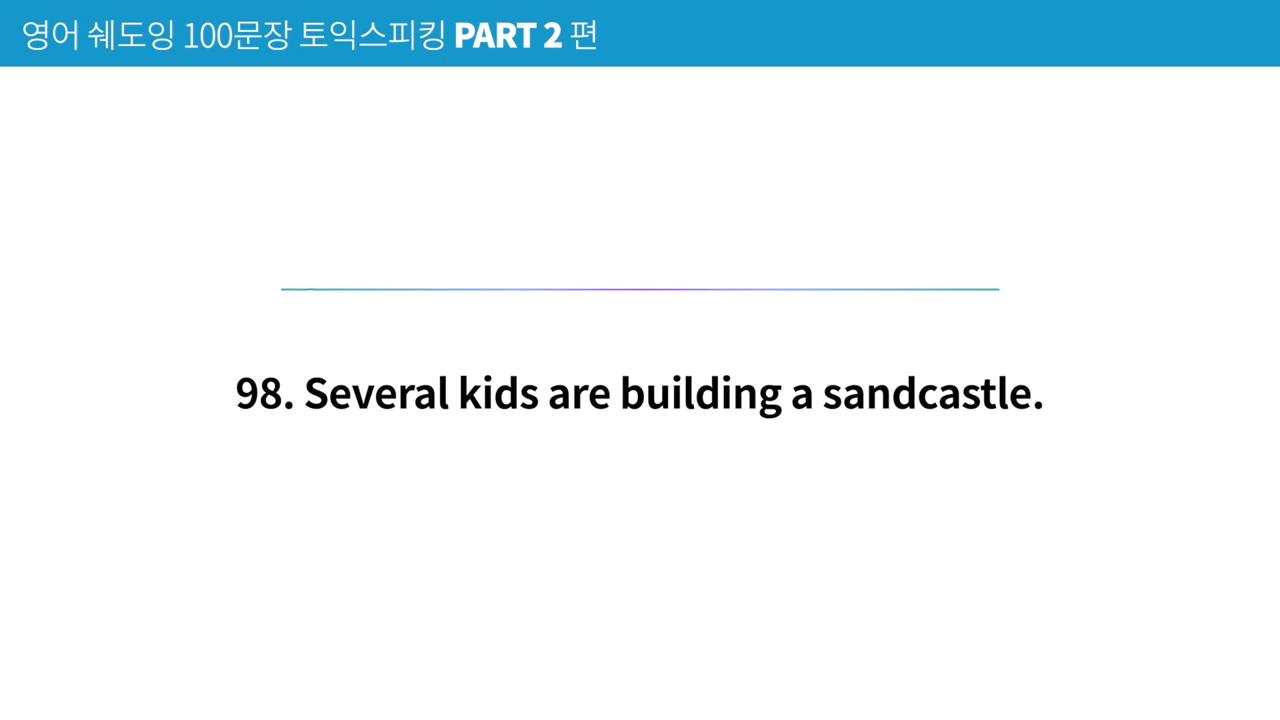 영어 쉐도잉 100문장 토익스피킹 PART 2 편
98. Several kids are building a sandcastle.